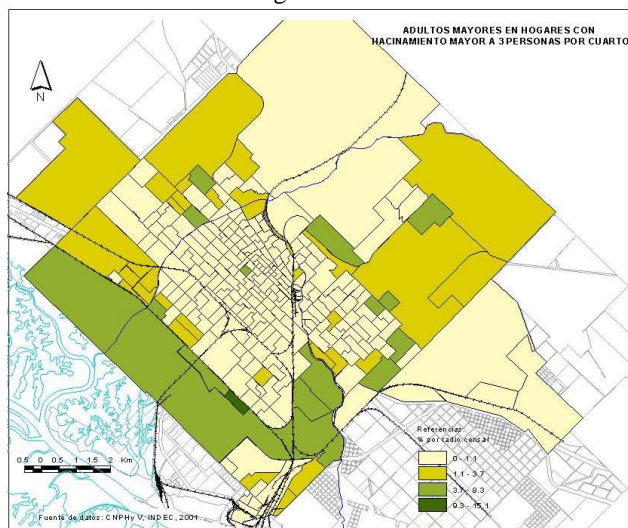 ADULTOS MAYORES EN HOGARES CON
HACINAMIENTO MAYOR A 3 PERSONAS POR CUARTO
N
Referencias:
% por radio censal
0 - 1.1
1.1 - 3.7
3.7 - 9.3
9.3 - 15.1
0.5 0 0.5 1 1.5 2 Km
Fuente de datos: CNPHy V, INDEC, 2001.